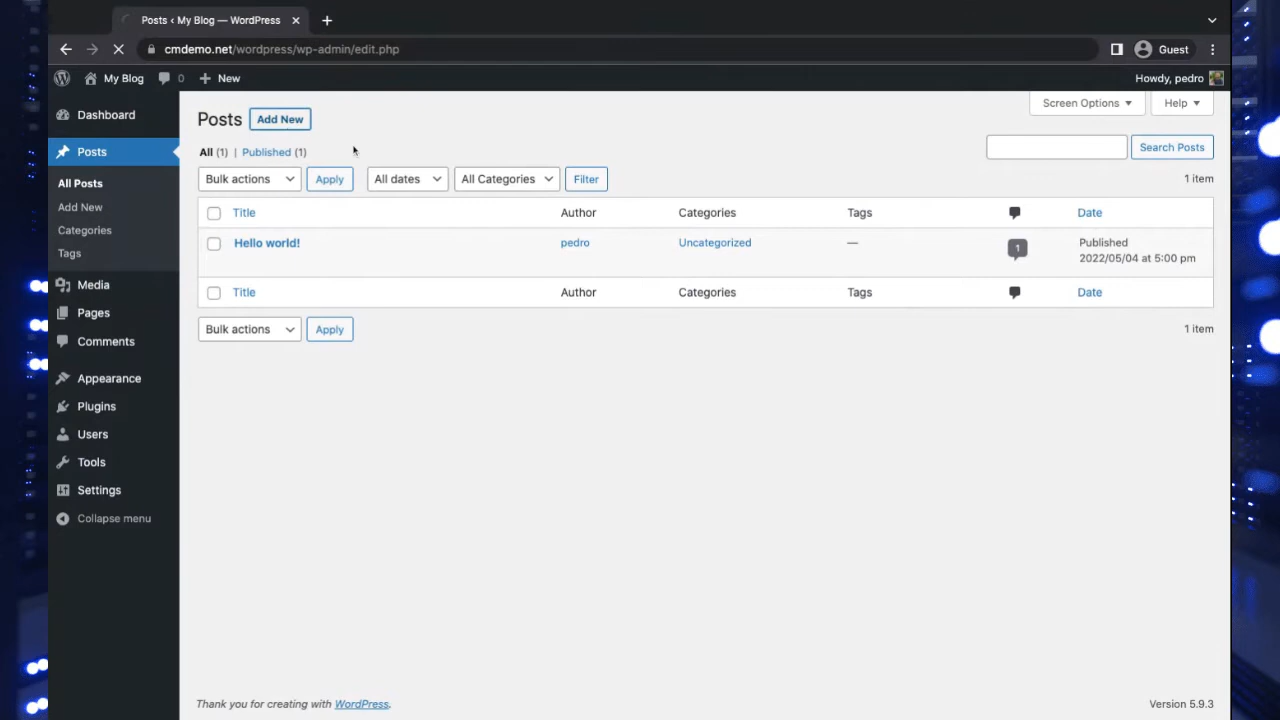 Posts ‹ My Blog — WordPress
cmdemo.net/wordpress/wp-admin/edit.php
Guest
My Blog 0 New
Howdy, pedro
Dashboard
Posts
All Posts
Add New
Categories
Tags
Media
Pages
Comments
Appearance
Plugins
Users
Tools
Settings
Collapse menu
Screen Options Help
Posts Add New
All (1) | Published (1)
Search Posts
Bulk actions Apply All dates All Categories Filter
1 item
Title Author Categories Tags Date
Hello world! pedro Uncategorized — 1 Published
2022/05/04 at 5:00 pm
Title Author Categories Tags Date
Bulk actions Apply
1 item
Thank you for creating with WordPress.
Version 5.9.3